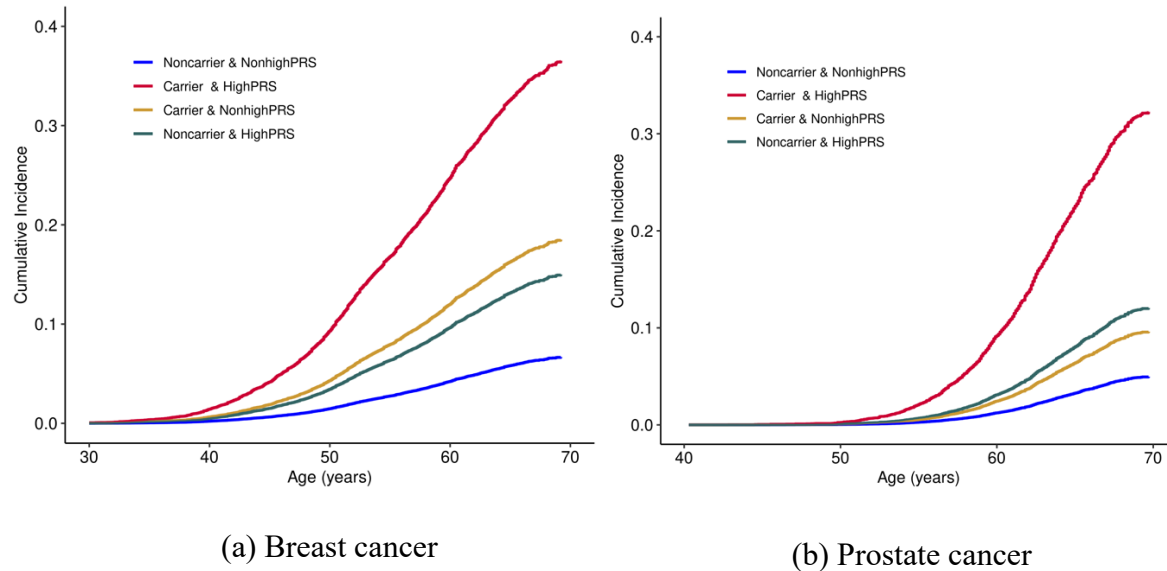 0.4
0.3
0.2
0.1
0.0
Cumulative Incidence
Noncarrier & NonhighPRS
Carrier & HighPRS
Carrier & NonhighPRS
Noncarrier & HighPRS
30 40 50 60 70
Age (years)
(a) Breast cancer
0.4
0.3
0.2
0.1
0.0
Cumulative Incidence
Noncarrier & NonhighPRS
Carrier & HighPRS
Carrier & NonhighPRS
Noncarrier & HighPRS
40 50 60 70
Age (years)
(b) Prostate cancer